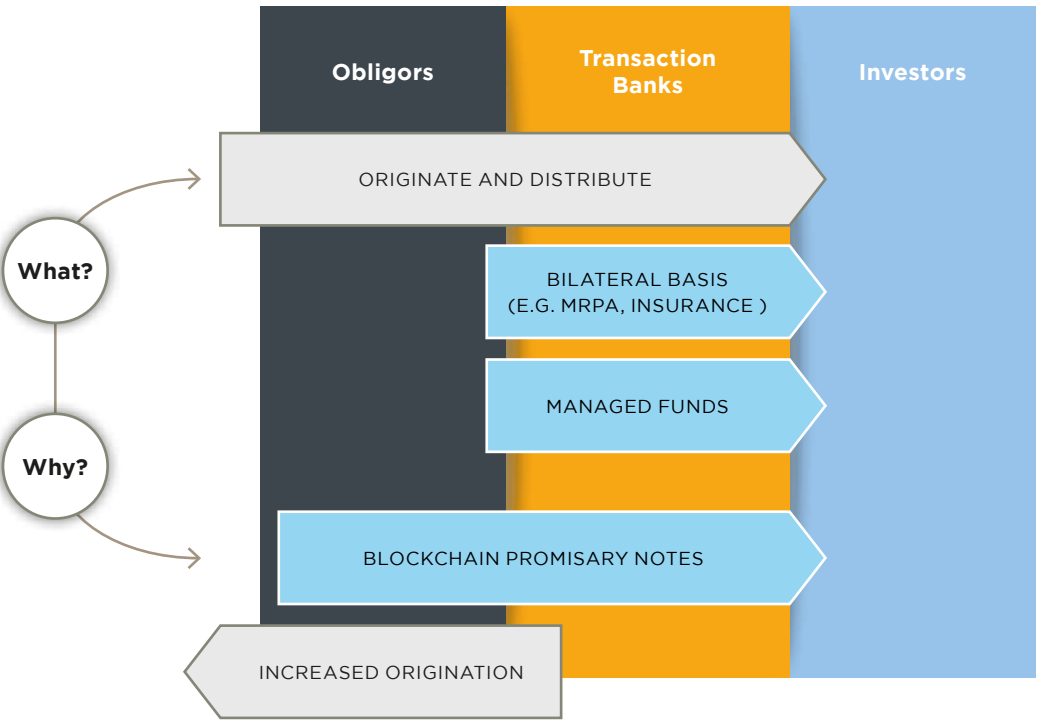 Obligors
Transaction
Banks
Investors
ORIGINATE AND DISTRIBUTE
What?
BILATERAL BASIS
(E.G. MRPA, INSURANCE )
MANAGED FUNDS
Why?
BLOCKCHAIN PROMISARY NOTES
INCREASED ORIGINATION